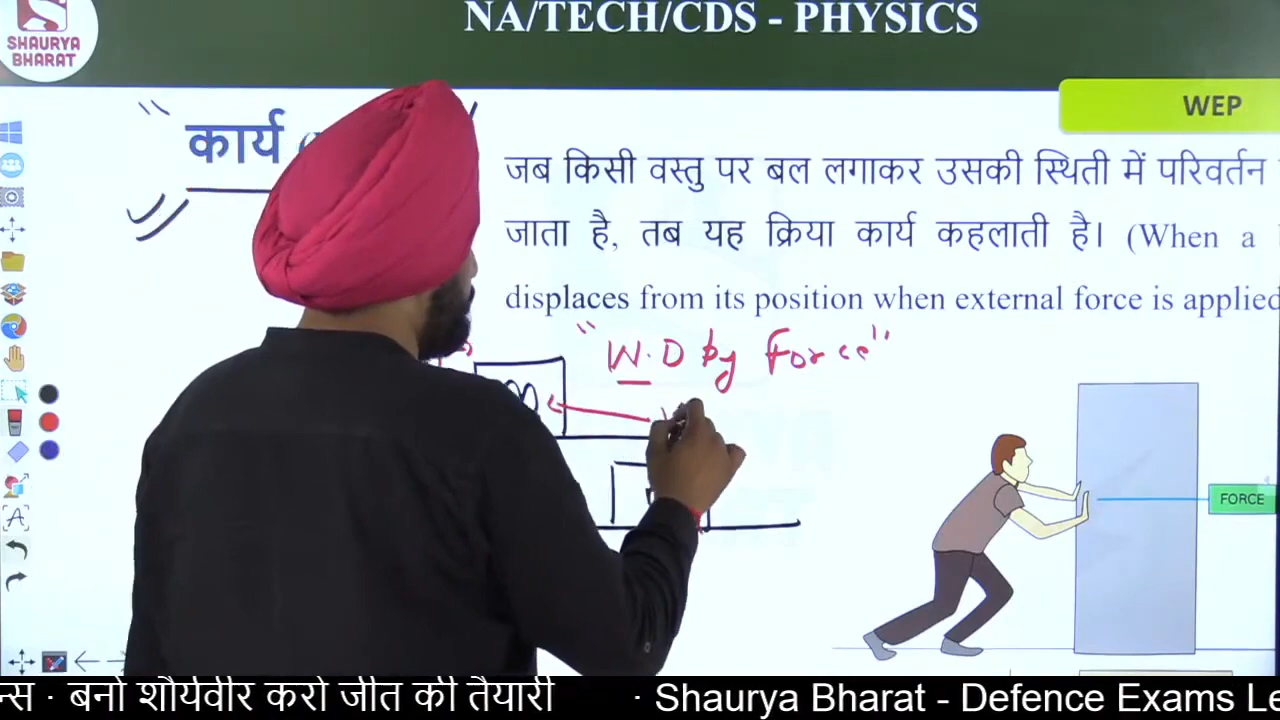 NA/TECH/CDS - PHYSICS
SHAURYA
BHARAT
WEP
कार्य
जब किसी वस्तु पर बल लगाकर उसकी स्थिती में परिवर्तन
जाता है, तब यह क्रिया कार्य कहलाती है। (When a
displaces from its position when external force is applied
"W.D by Force"
m
FORCE
न्स · बनो शौर्यवीर करो जीत की तैयारी · Shaurya Bharat - Defence Exams Le